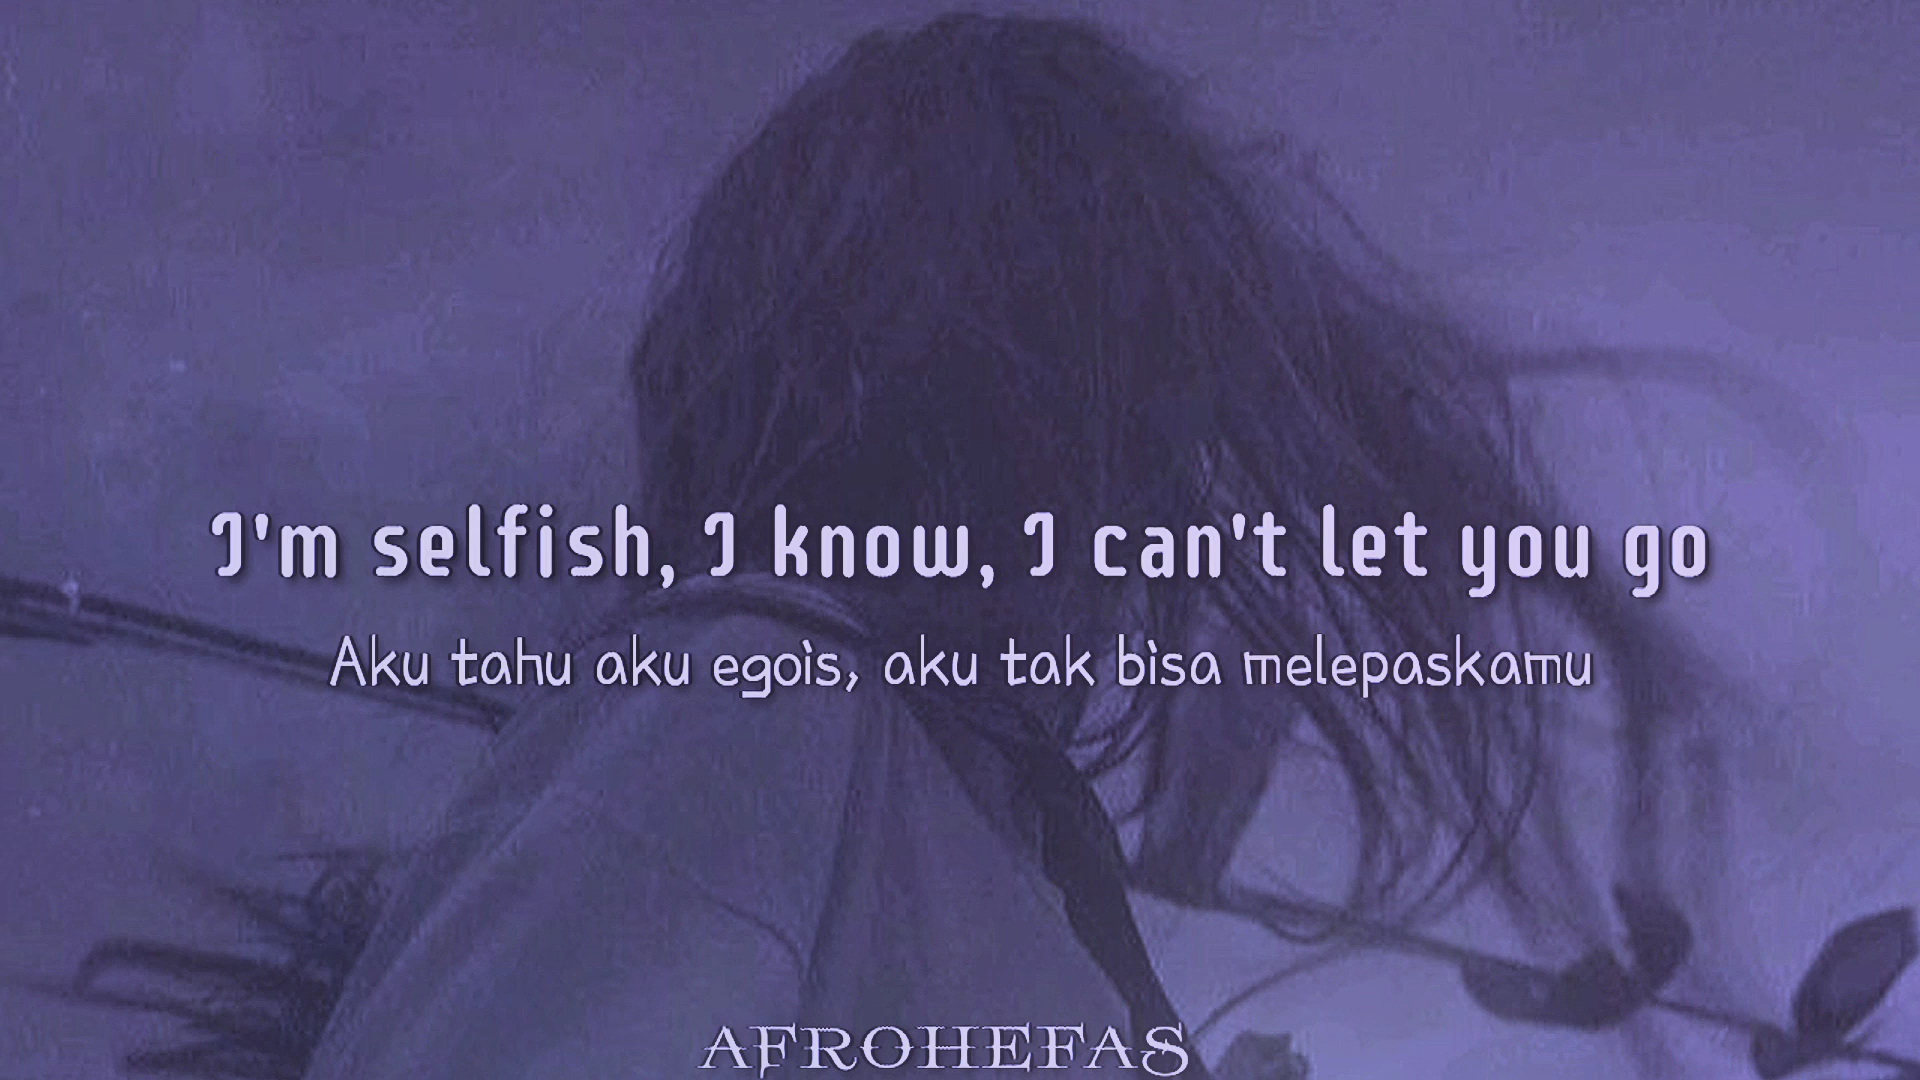 I'm selfish, I know, I can't let you go
Aku tahu aku egois, aku tak bisa melepaskamu
AFROHEFAS